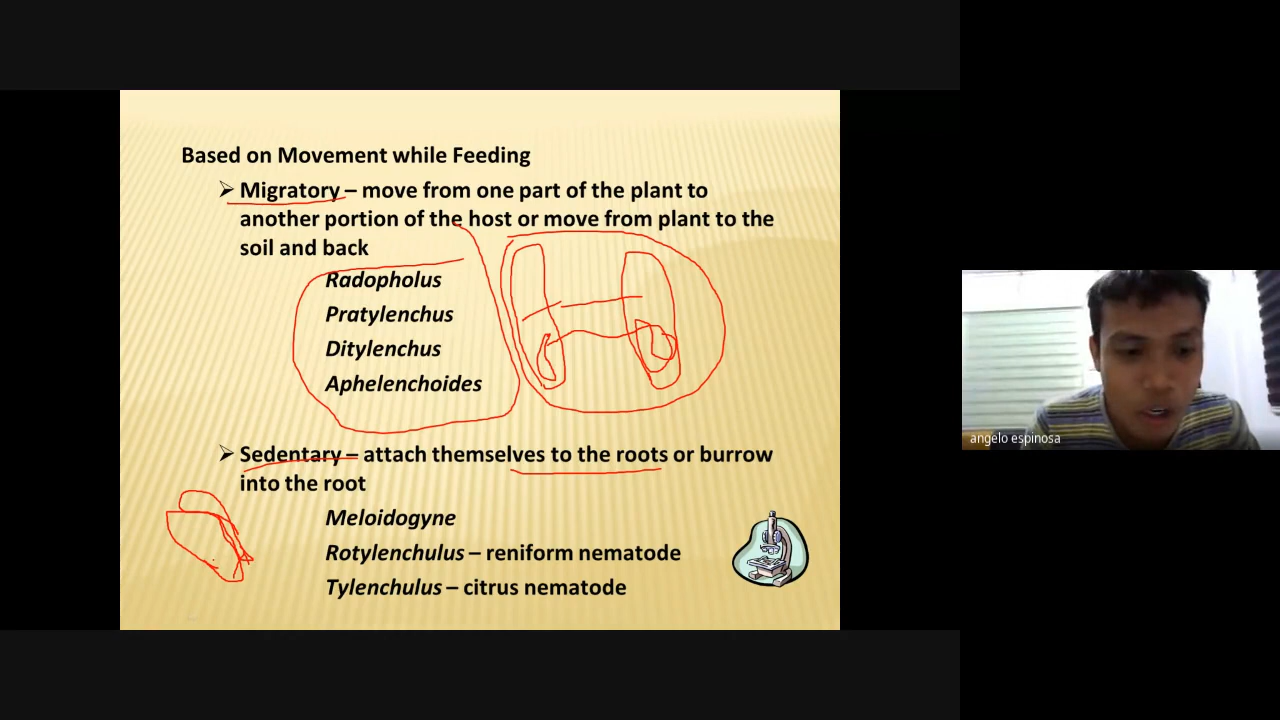 Based on Movement while Feeding
➢ Migratory – move from one part of the plant to
another portion of the host or move from plant to the
soil and back
Radopholus
Pratylenchus
Ditylenchus
Aphelenchoides
➢ Sedentary – attach themselves to the roots or burrow
into the root
Meloidogyne
Rotylenchulus – reniform nematode
Tylenchulus – citrus nematode
angelo espinosa